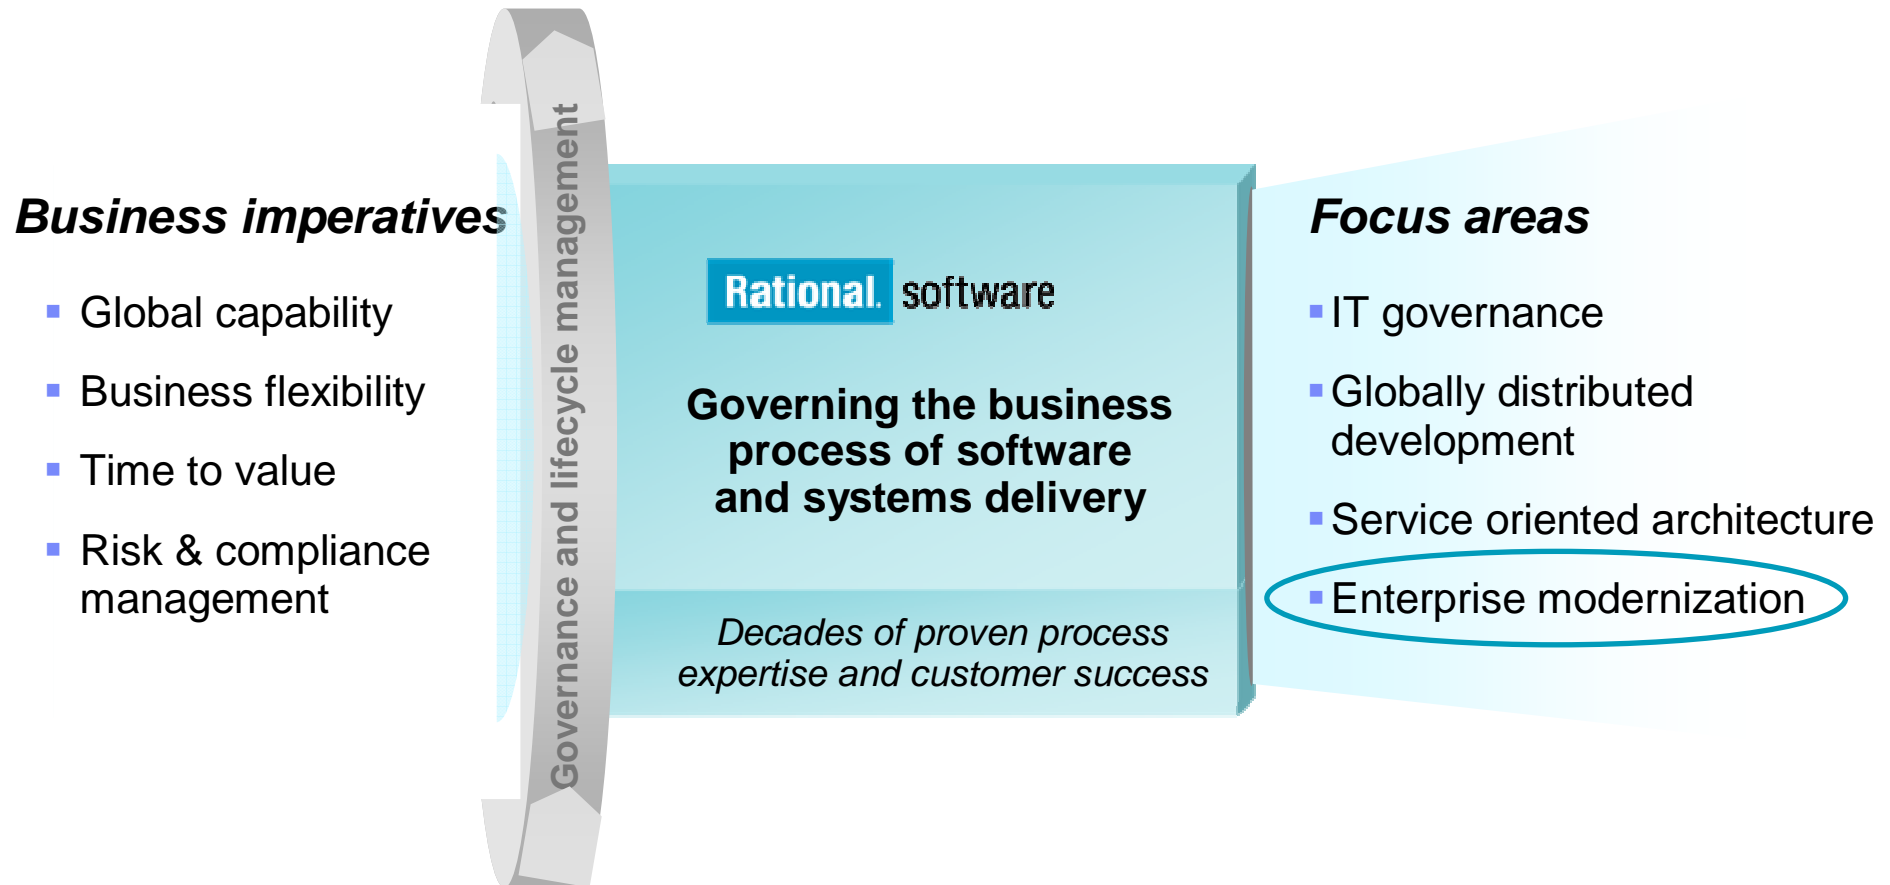 Business imperatives
▪ Global capability
▪ Business flexibility
▪ Time to value
▪ Risk & compliance
management
Governance and lifecycle management
Rational. software
Governing the business
process of software
and systems delivery
Decades of proven process
expertise and customer success
Focus areas
▪ IT governance
▪ Globally distributed
development
▪ Service oriented architecture
▪ Enterprise modernization